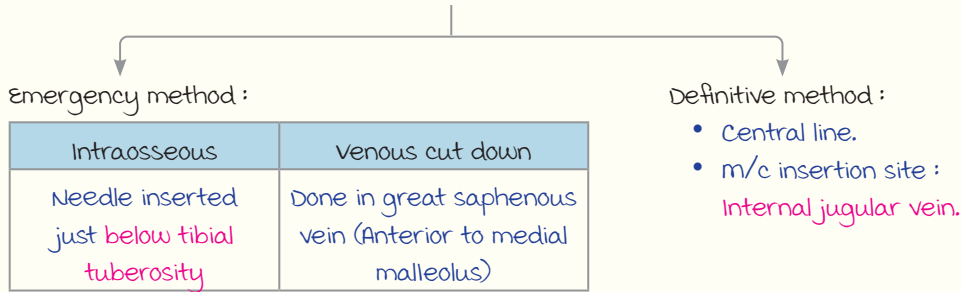 Emergency method :
Intraosseous
Venous cut down
Needle inserted
just below tibial
tuberosity
Done in great saphenous
vein (Anterior to medial
malleolus)
Definitive method :
• Central line.
• m/c insertion site :
Internal jugular vein.